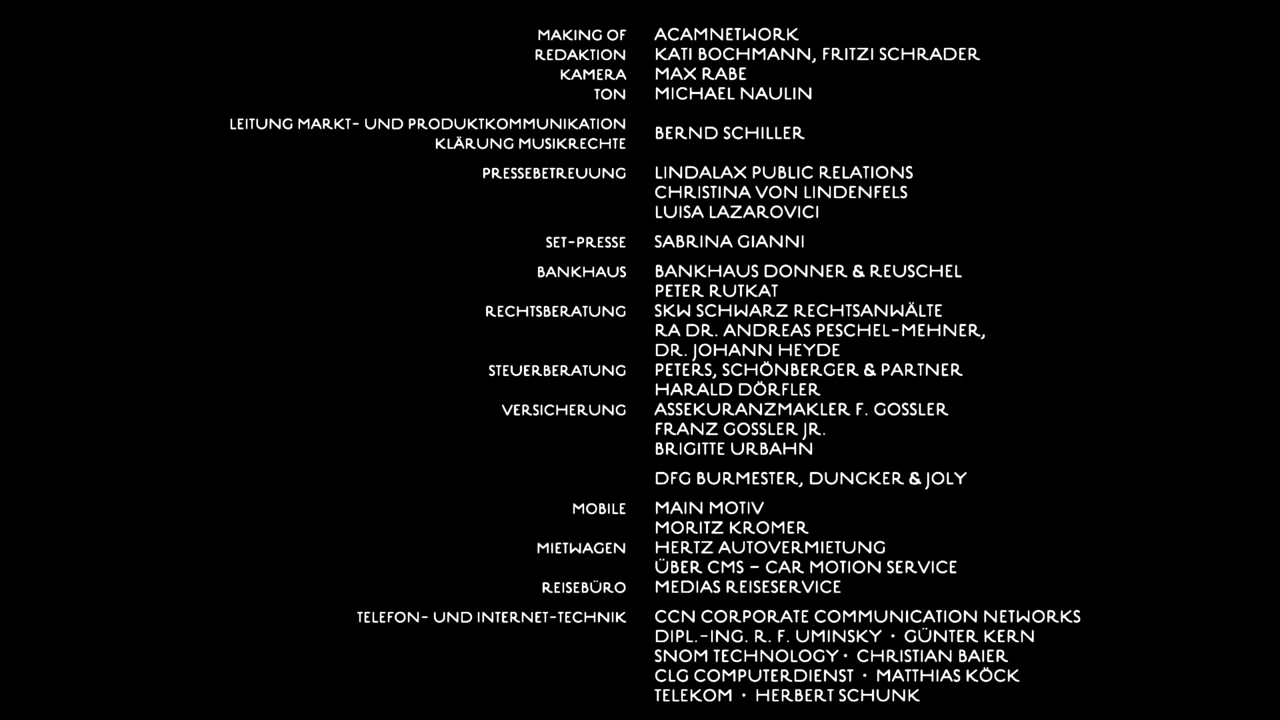 MAKING OF ACAMNETWORK
REDAKTION KATI BOCHMANN, FRITZI SCHRADER
KAMERA MAX RABE
TON MICHAEL NAULIN
LEITUNG MARKT- UND PRODUKTKOMMUNIKATION
KLÄRUNG MUSIKRECHTE
BERND SCHILLER
PRESSEBETREUUNG LINDALAX PUBLIC RELATIONS
CHRISTINA VON LINDENFELS
LUISA LAZAROVICI
SET-PRESSE SABRINA GIANNI
BANKHAUS BANKHAUS DONNER & REUSCHEL
PETER RUTKAT
RECHTSBERATUNG SKW SCHWARZ RECHTSANWÄLTE
RA DR. ANDREAS PESCHEL-MEHNER,
DR. JOHANN HEYDE
STEUERBERATUNG PETERS, SCHÖNBERGER & PARTNER
HARALD DÖRFLER
VERSICHERUNG ASSEKURANZMAKLER F. GOSSLER
FRANZ GOSSLER JR.
BRIGITTE URBAHN
DFG BURMESTER, DUNCKER & JOLY
MOBILE MAIN MOTIV
MORITZ KROMER
MIETWAGEN HERTZ AUTOVERMIETUNG
ÜBER CMS – CAR MOTION SERVICE
REISEBÜRO MEDIAS REISESERVICE
TELEFON- UND INTERNET-TECHNIK CCN CORPORATE COMMUNICATION NETWORKS
DIPL.-ING. R. F. UMINSKY · GÜNTER KERN
SNOM TECHNOLOGY · CHRISTIAN BAIER
CLG COMPUTERDIENST · MATTHIAS KÖCK
TELEKOM · HERBERT SCHUNK